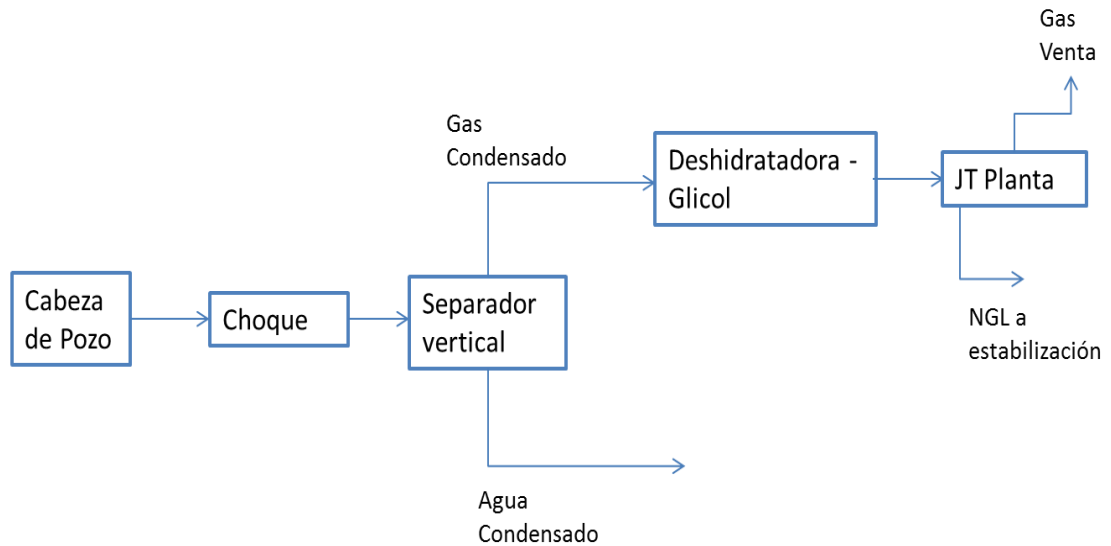 Gas
Venta
Gas
Condensado
Deshidratadora -
Glicol
JT Planta
Cabeza
de Pozo
Choque
Separador
vertical
NGL a
estabilización
Agua
Condensado